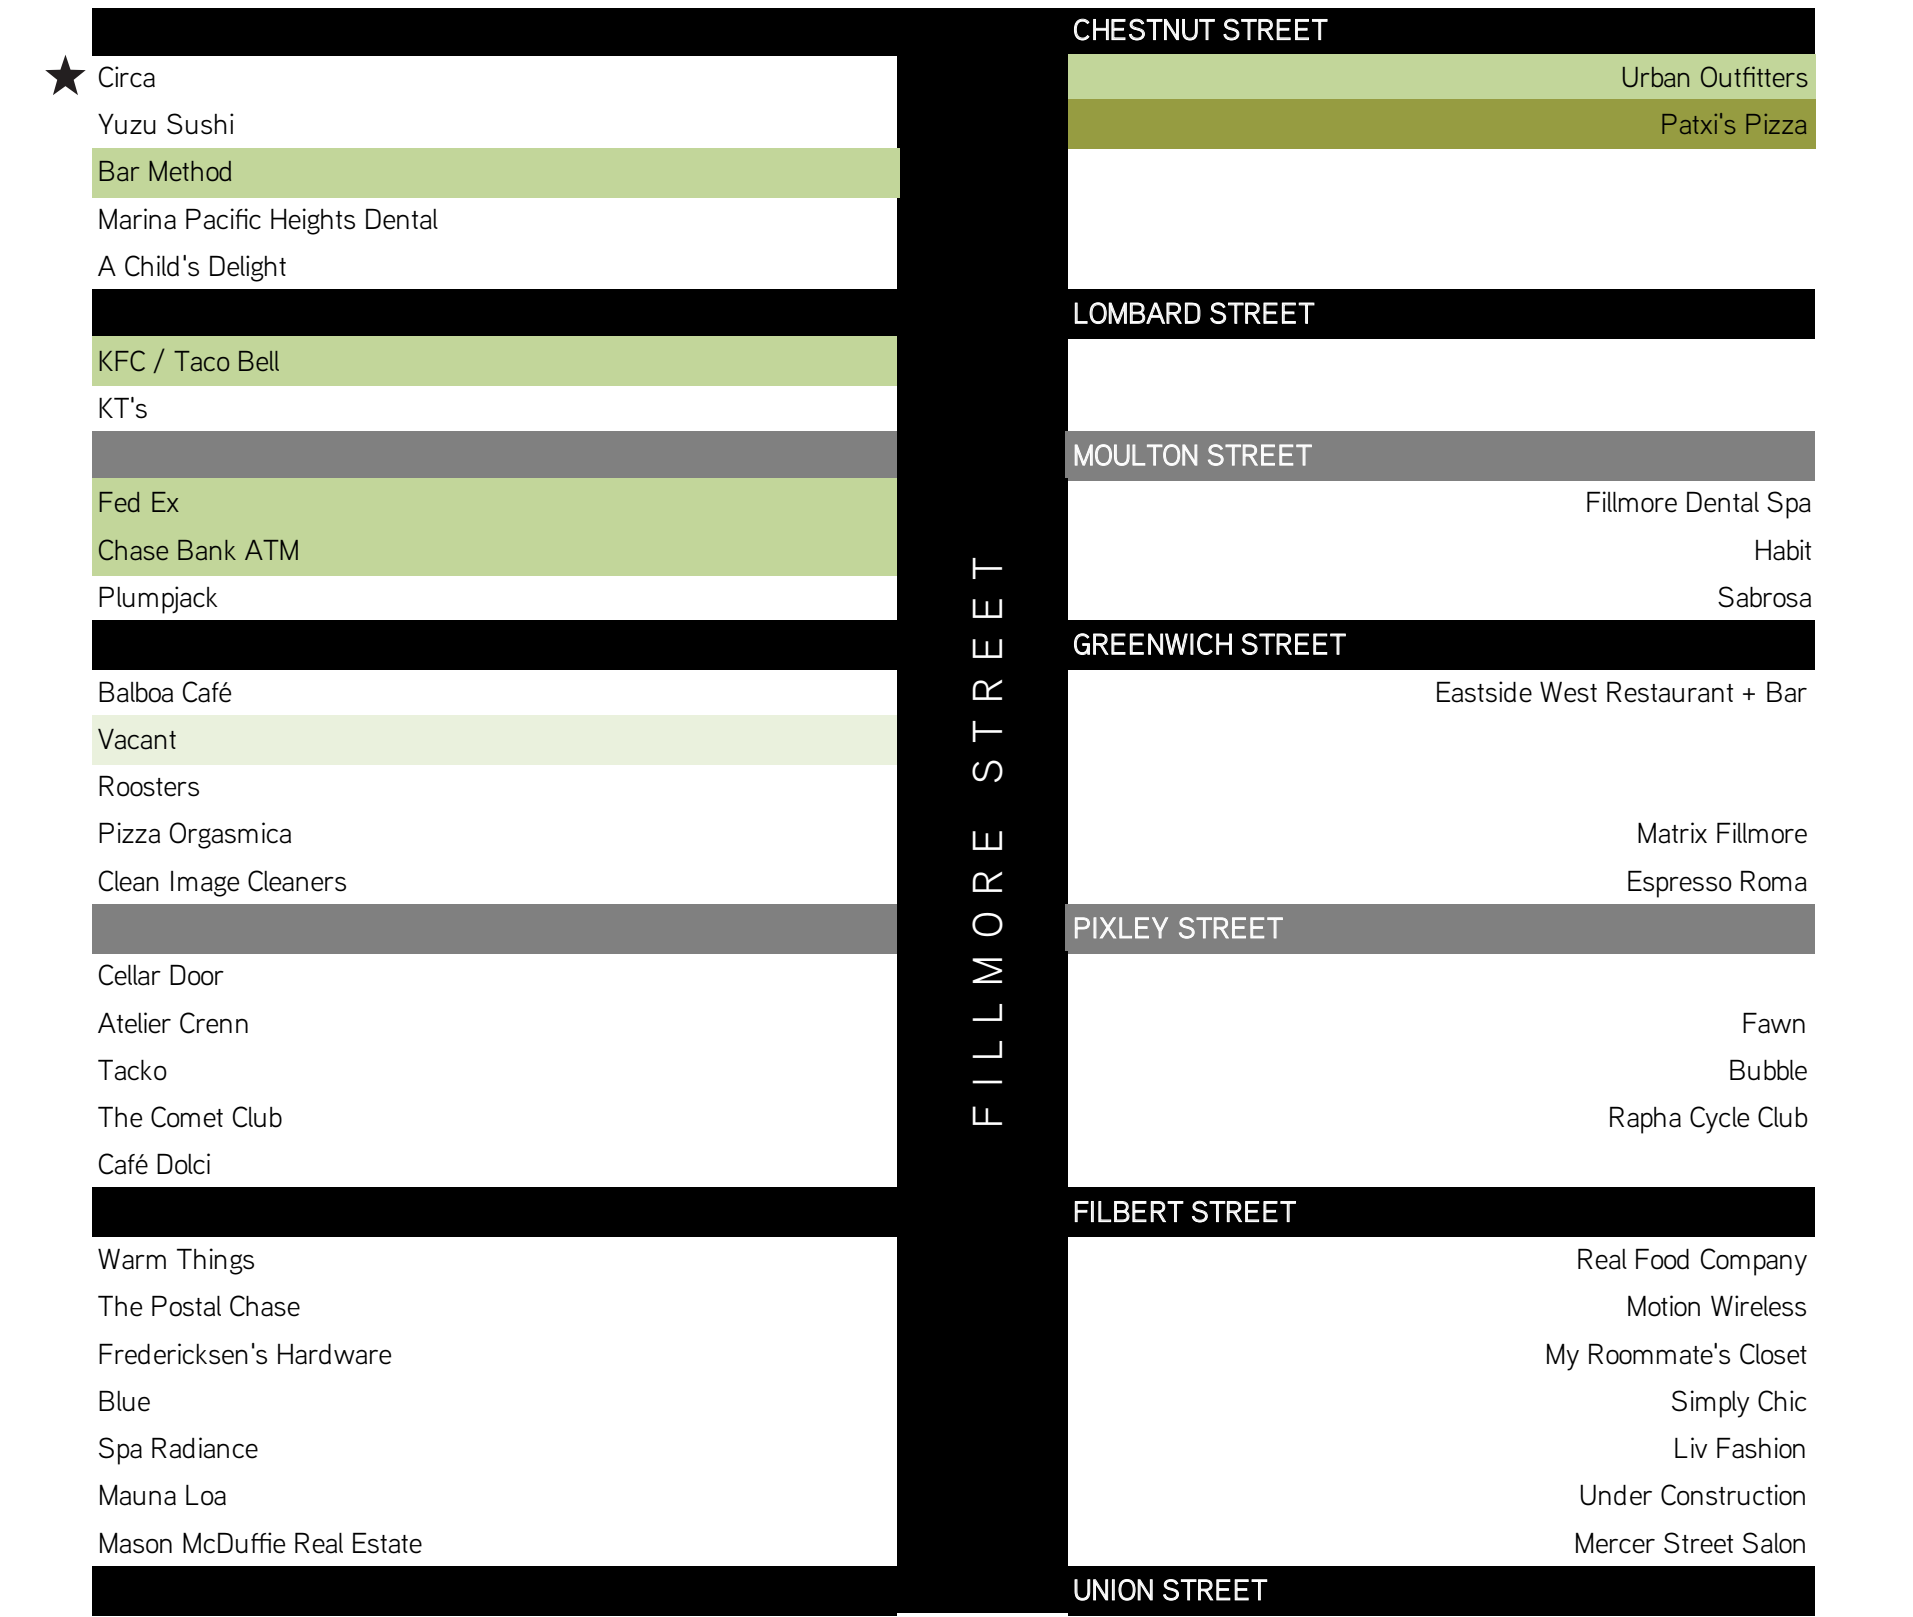 CHESTNUT STREET
Circa
Urban Outfitters
Yuzu Sushi
Patxi's Pizza
Bar Method
Marina Pacific Heights Dental
A Child's Delight
LOMBARD STREET
KFC / Taco Bell
KT's
MOULTON STREET
Fed Ex
Fillmore Dental Spa
Chase Bank ATM
Habit
Plumpjack
Sabrosa
GREENWICH STREET
Balboa Café
Eastside West Restaurant + Bar
Vacant
Roosters
Pizza Orgasmica
Matrix Fillmore
Clean Image Cleaners
Espresso Roma
PIXLEY STREET
Cellar Door
Atelier Crenn
Fawn
Tacko
Bubble
The Comet Club
Rapha Cycle Club
Café Dolci
FILBERT STREET
Warm Things
Real Food Company
The Postal Chase
Motion Wireless
Fredericksen's Hardware
My Roommate's Closet
Blue
Simply Chic
Spa Radiance
Liv Fashion
Mauna Loa
Under Construction
Mason McDuffie Real Estate
Mercer Street Salon
UNION STREET
FILLMORE STREET